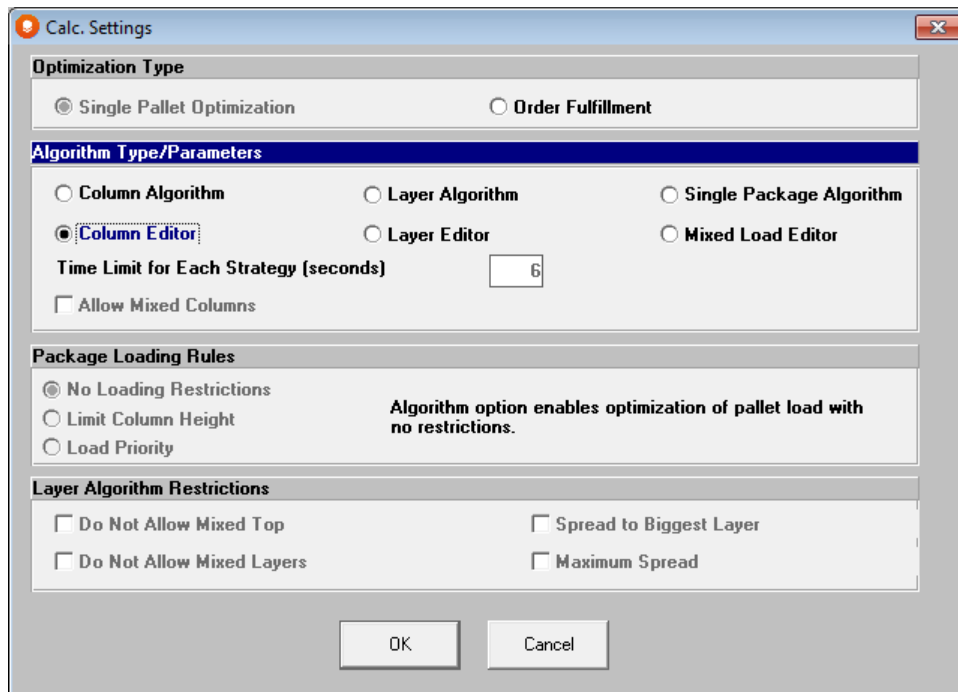 Calc. Settings
Optimization Type
Single Pallet Optimization
Order Fulfillment
Algorithm Type/Parameters
Column Algorithm
Layer Algorithm
Single Package Algorithm
Column Editor
Layer Editor
Mixed Load Editor
Time Limit for Each Strategy (seconds)
6
Allow Mixed Columns
Package Loading Rules
No Loading Restrictions
Limit Column Height
Load Priority
Algorithm option enables optimization of pallet load with
no restrictions.
Layer Algorithm Restrictions
Do Not Allow Mixed Top
Spread to Biggest Layer
Do Not Allow Mixed Layers
Maximum Spread
OK
Cancel